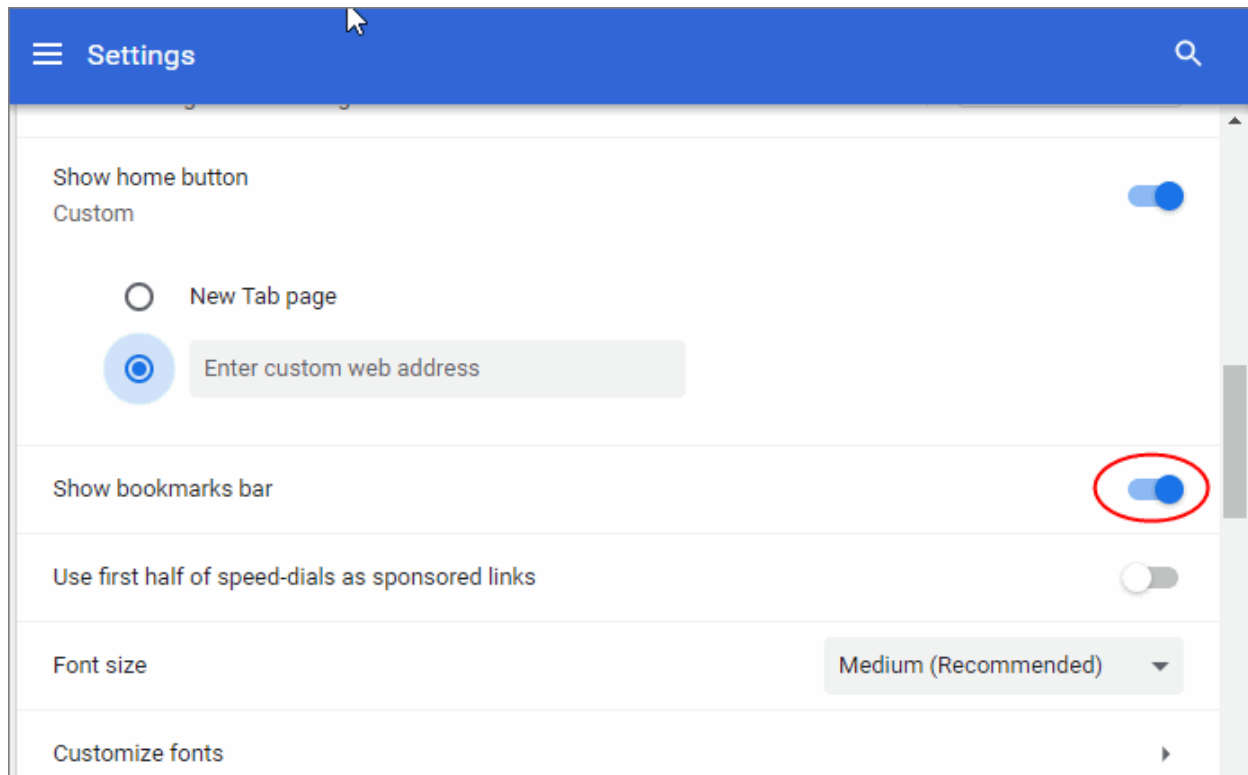 Settings
Show home button
Custom
New Tab page
Enter custom web address
Show bookmarks bar
Use first half of speed-dials as sponsored links
Font size
Medium (Recommended)
Customize fonts